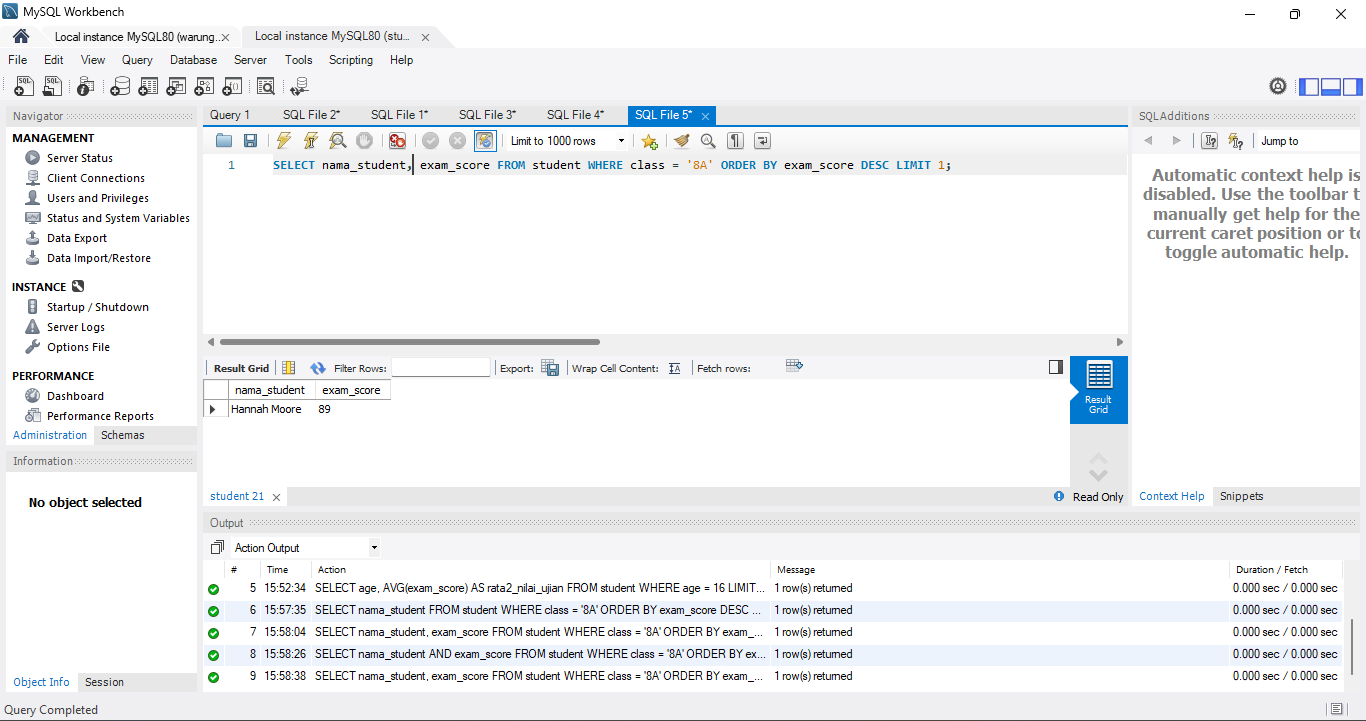 MySQL Workbench
Local instance MySQL80 (warung..
Local instance MySQL80 (stu...
File Edit View Query Database Server Tools Scripting Help
Navigator
MANAGEMENT
Server Status
Client Connections
Users and Privileges
Status and System Variables
Data Export
Data Import/Restore
INSTANCE
Startup / Shutdown
Server Logs
Options File
PERFORMANCE
Dashboard
Performance Reports
Administration Schemas
Information
No object selected
Object Info Session
Query 1 SQL File 2* SQL File 1* SQL File 3* SQL File 4* SQL File 5*
Limit to 1000 rows
1 SELECT nama_student, exam_score FROM student WHERE class = '8A' ORDER BY exam_score DESC LIMIT 1;
Result Grid Filter Rows: Export: Wrap Cell Content: Fetch rows:
nama_student exam_score
Hannah Moore 89
Result
Grid
student 21
Read Only
SQLAdditions
Jump to
Automatic context help is
disabled. Use the toolbar t
manually get help for the
current caret position or to
toggle automatic help.
Context Help Snippets
Output
Action Output
# Time Action Message Duration / Fetch
5 15:52:34 SELECT age, AVG(exam_score) AS rata2_nilai_ujian FROM student WHERE age = 16 LIMIT... 1 row(s) returned 0.000 sec / 0.000 sec
6 15:57:35 SELECT nama_student FROM student WHERE class = '8A' ORDER BY exam_score DESC ... 1 row(s) returned 0.000 sec / 0.000 sec
7 15:58:04 SELECT nama_student, exam_score FROM student WHERE class = '8A' ORDER BY exam_... 1 row(s) returned 0.000 sec / 0.000 sec
8 15:58:26 SELECT nama_student AND exam_score FROM student WHERE class = '8A' ORDER BY ex... 1 row(s) returned 0.000 sec / 0.000 sec
9 15:58:38 SELECT nama_student, exam_score FROM student WHERE class = '8A' ORDER BY exam_... 1 row(s) returned 0.000 sec / 0.000 sec
Query Completed